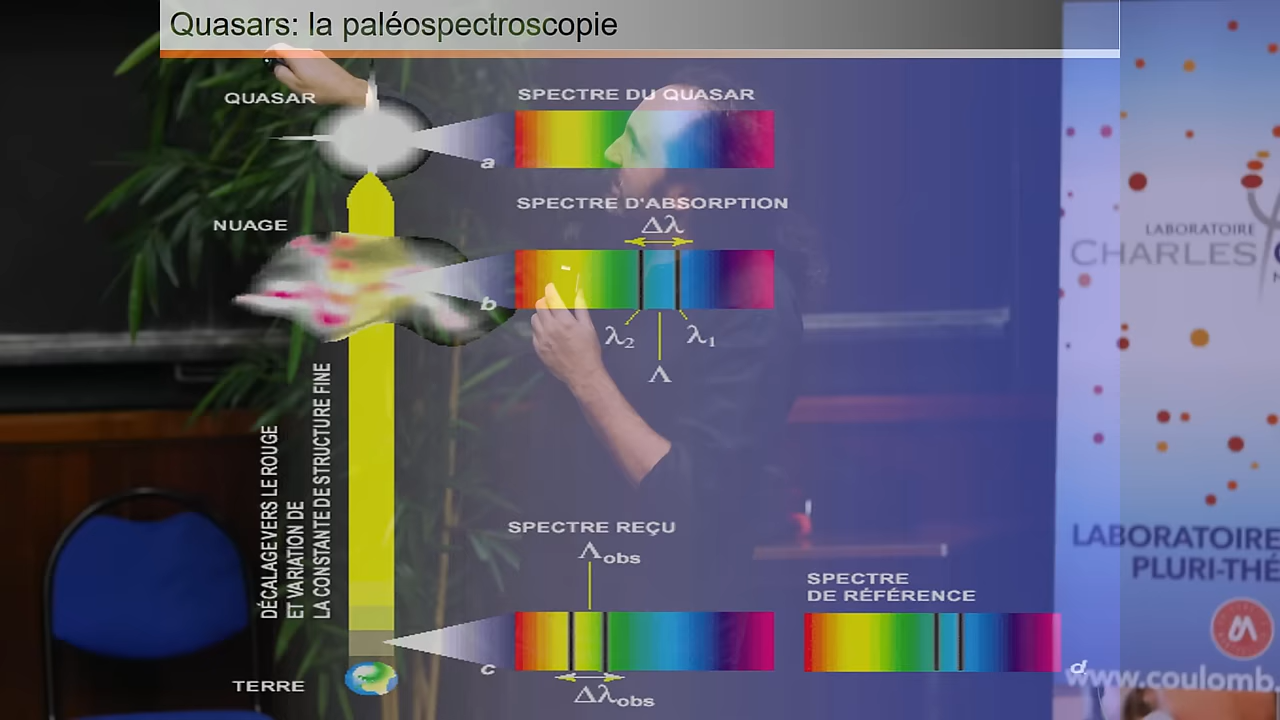 Quasars: la paléospectroscopie
QUASAR
SPECTRE DU QUASAR
a
SPECTRE D'ABSORPTION
Δλ
NUAGE
b
λ2
λ1
Λ
DÉCALAGE VERS LE ROUGE
ET VARIATION DE
LA CONSTANTE DE STRUCTURE FINE
SPECTRE REÇU
Λobs
SPECTRE
DE RÉFÉRENCE
c
d
TERRE
Δλobs
LABORATOIRE
CHARLES
LABORATOIRE
PLURI-THÉ
www.coulomb.